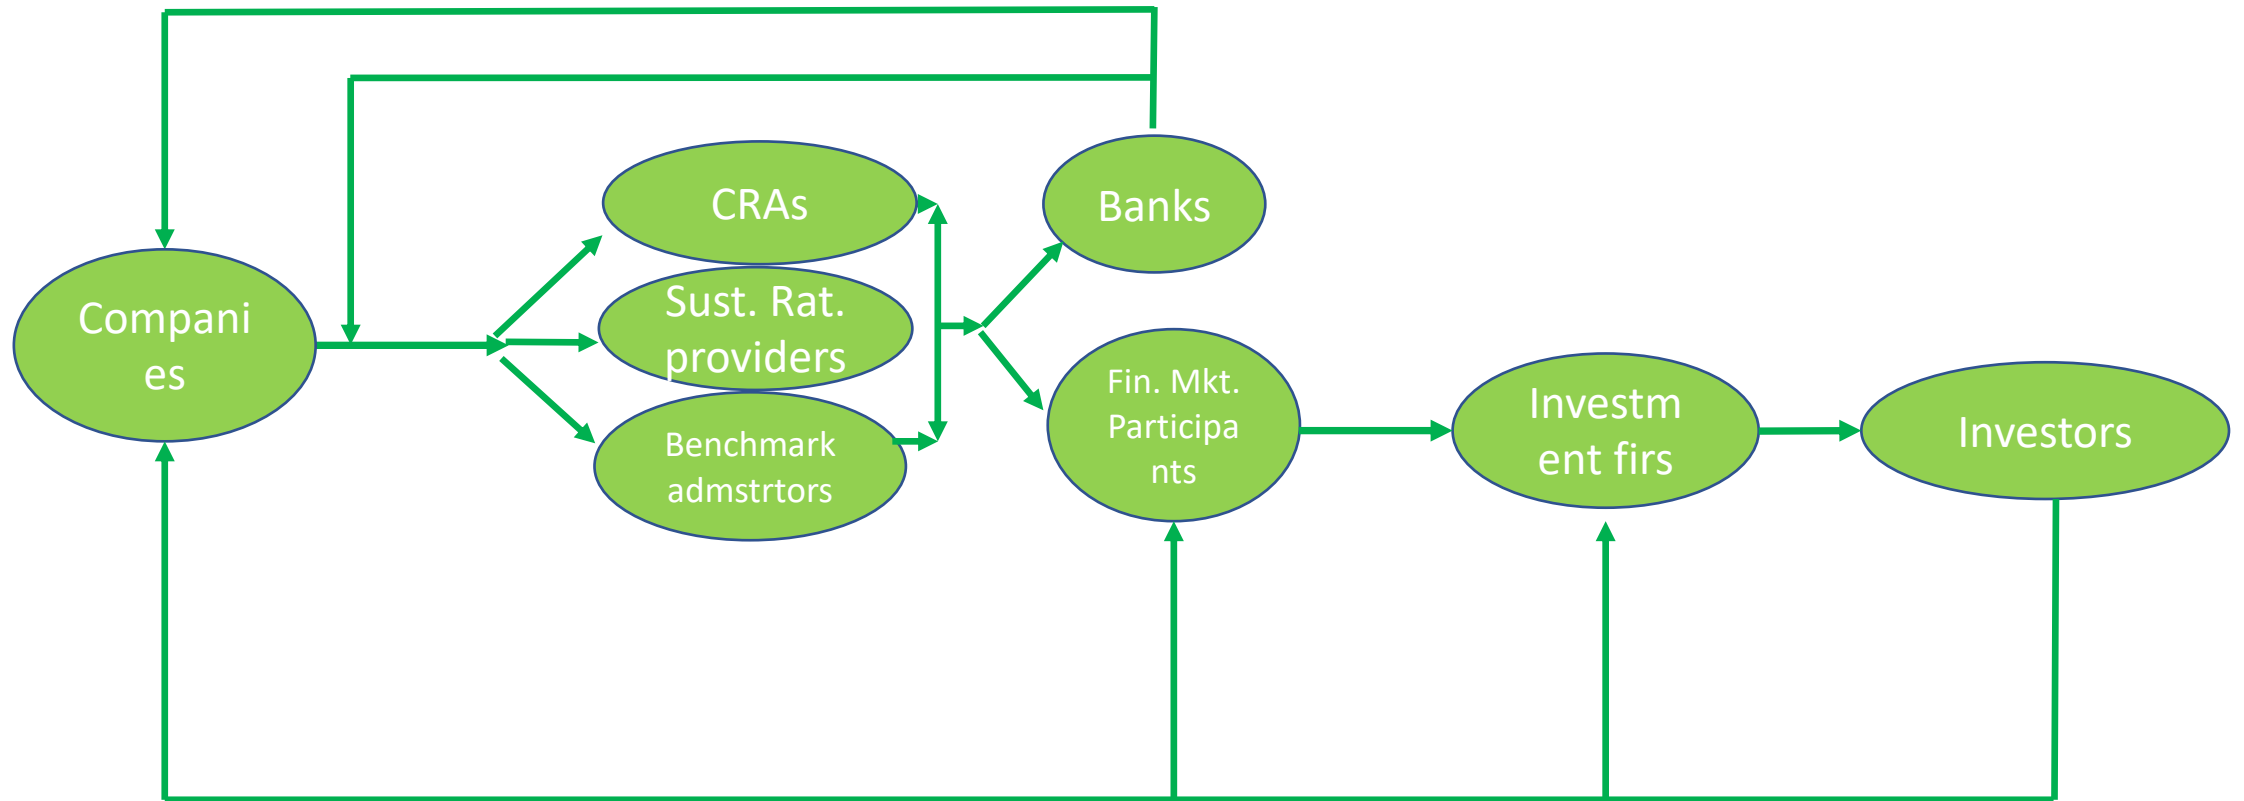 Compani
es
CRAs
Sust. Rat.
providers
Benchmark
admstrtors
Banks
Fin. Mkt.
Participa
nts
Investm
ent firs
Investors